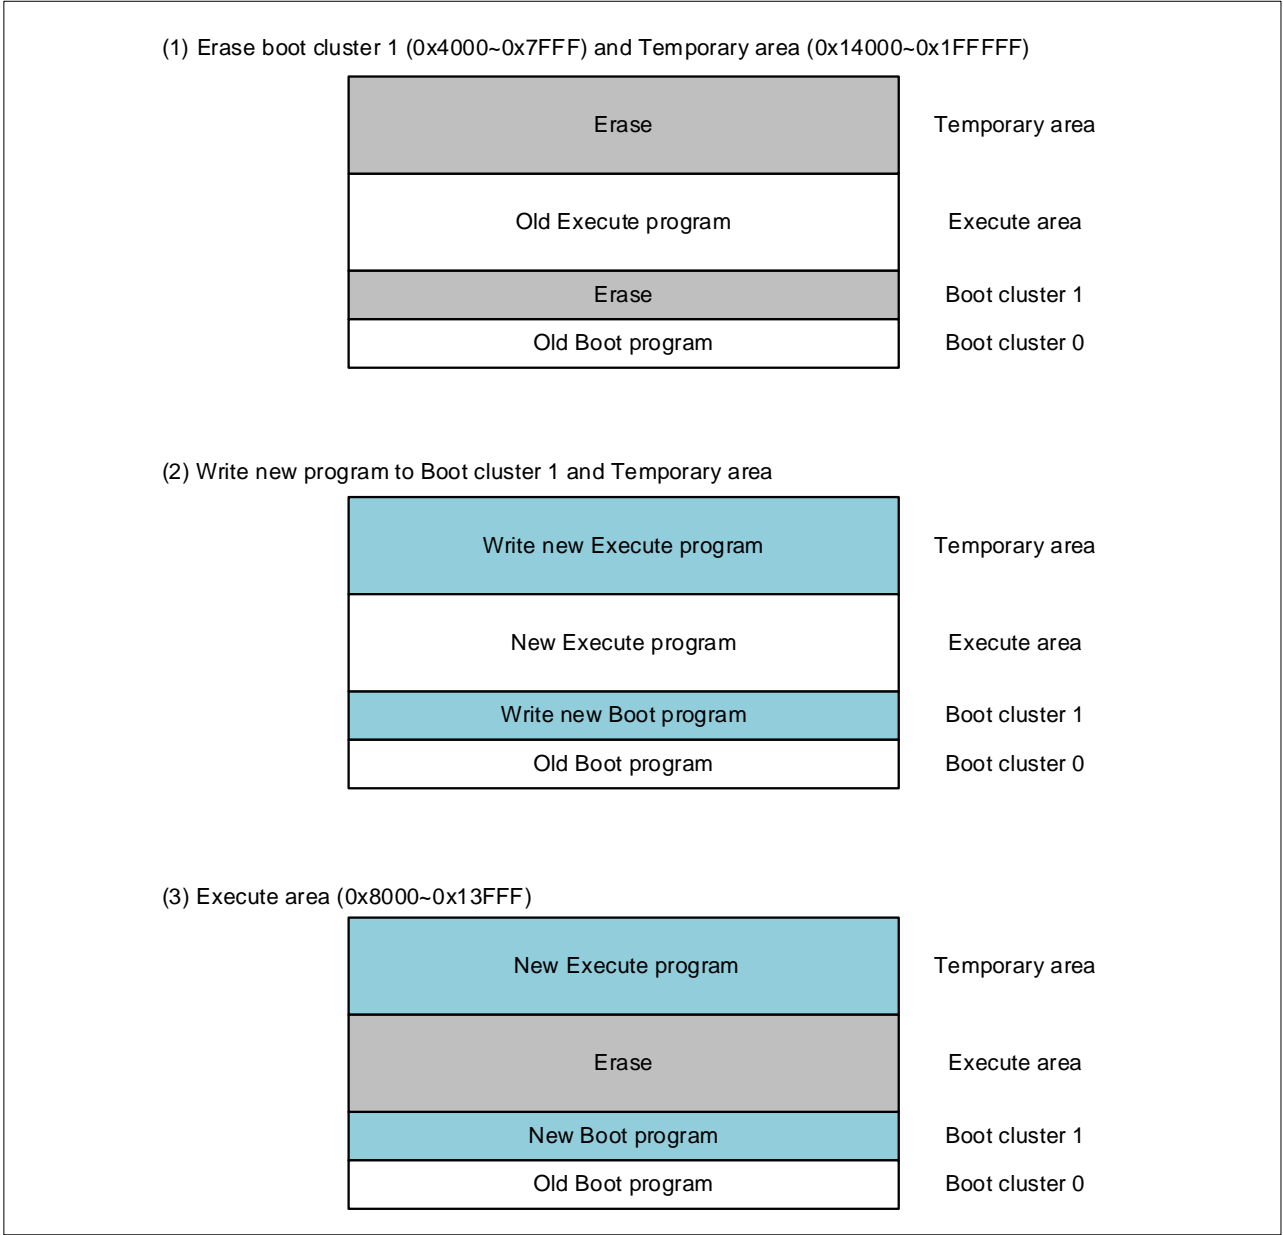 (1) Erase boot cluster 1 (0x4000~0x7FFF) and Temporary area (0x14000~0x1FFFFF)
Erase Temporary area
Old Execute program Execute area
Erase Boot cluster 1
Old Boot program Boot cluster 0
(2) Write new program to Boot cluster 1 and Temporary area
Write new Execute program Temporary area
New Execute program Execute area
Write new Boot program Boot cluster 1
Old Boot program Boot cluster 0
(3) Execute area (0x8000~0x13FFF)
New Execute program Temporary area
Erase Execute area
New Boot program Boot cluster 1
Old Boot program Boot cluster 0